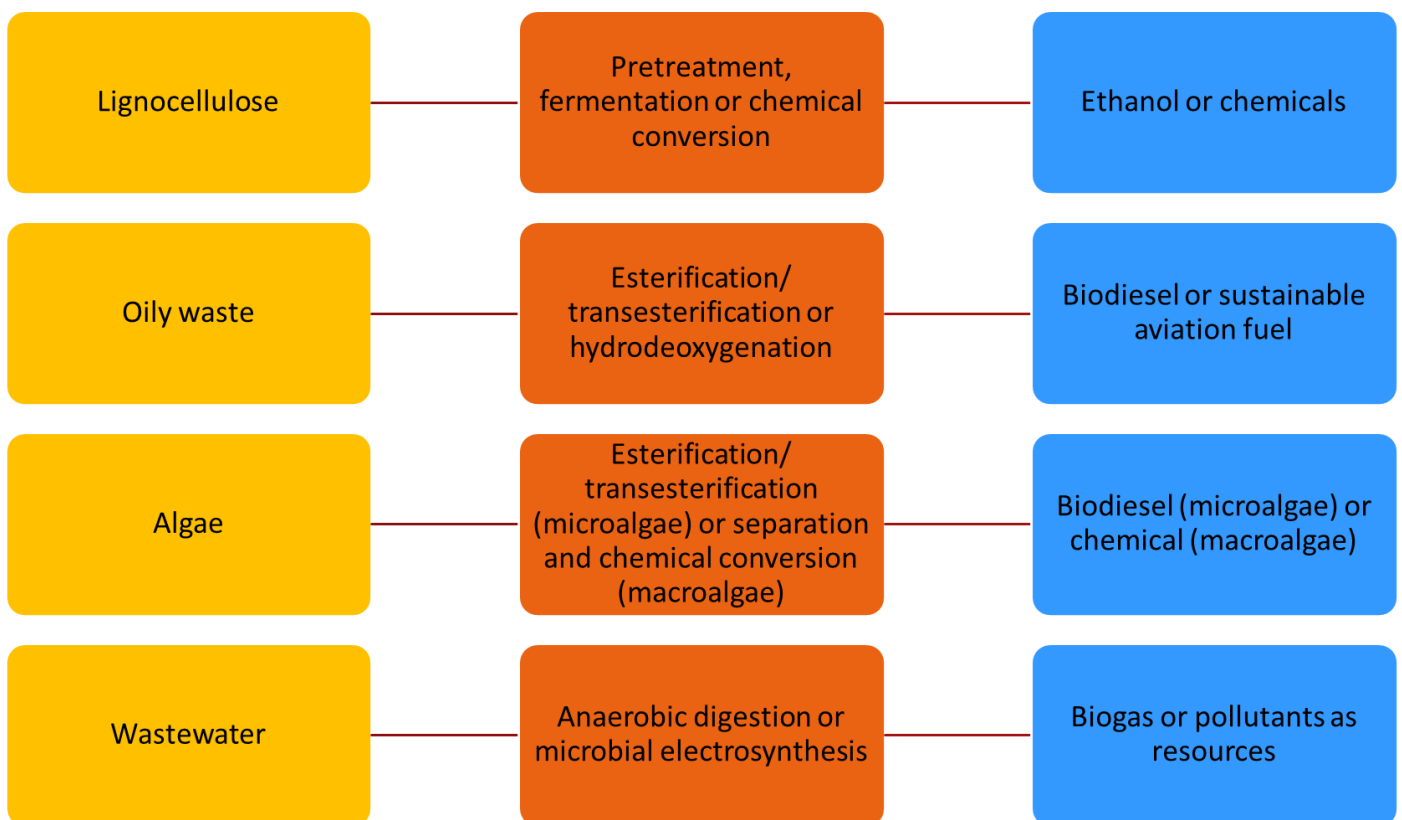 Lignocellulose
Pretreatment,
fermentation or chemical
conversion
Ethanol or chemicals
Oily waste
Esterification/
transesterification or
hydrodeoxygenation
Biodiesel or sustainable
aviation fuel
Algae
Esterification/
transesterification
(microalgae) or separation
and chemical conversion
(macroalgae)
Biodiesel (microalgae) or
chemical (macroalgae)
Wastewater
Anaerobic digestion or
microbial electrosynthesis
Biogas or pollutants as
resources